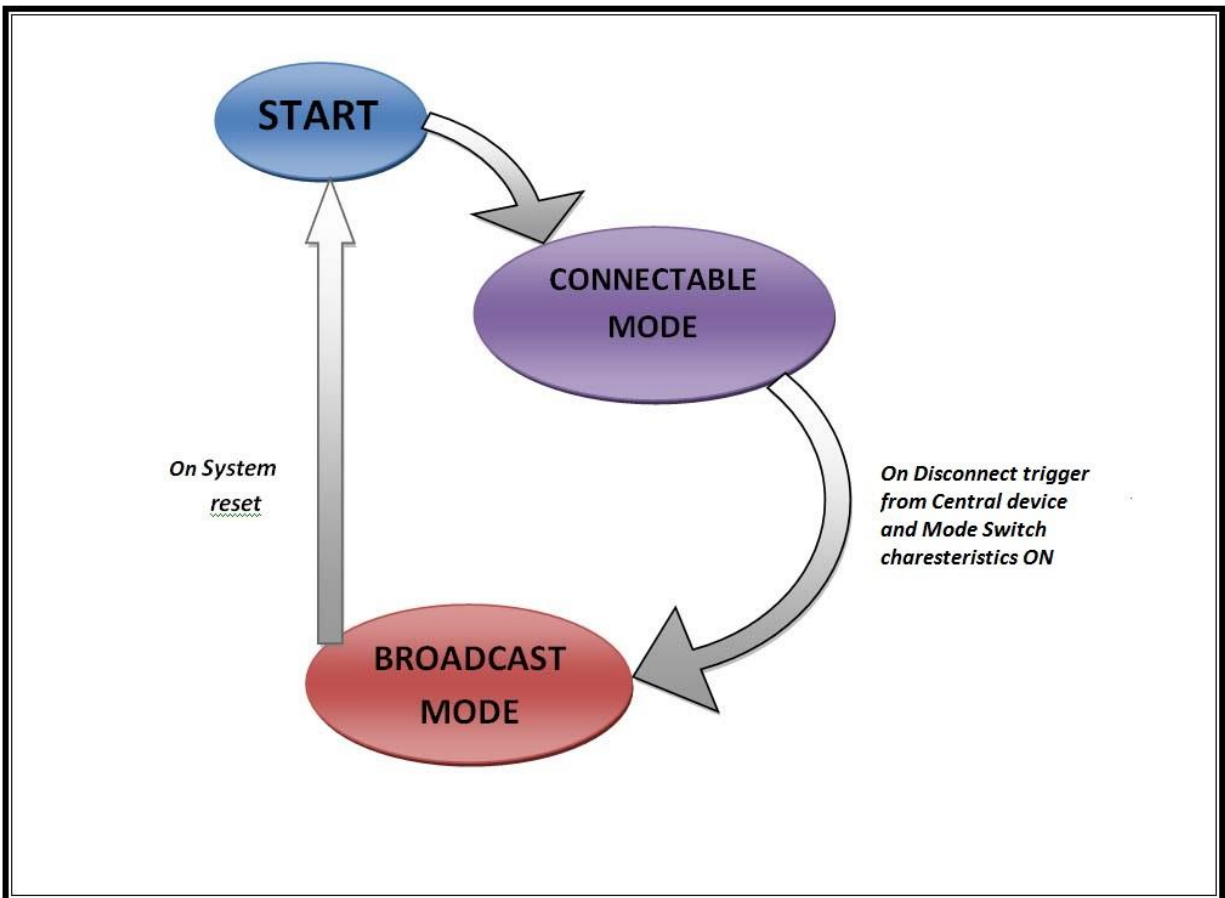 START
CONNECTABLE
MODE
On System
reset
On Disconnect trigger
from Central device
and Mode Switch
charesteristics ON
BROADCAST
MODE